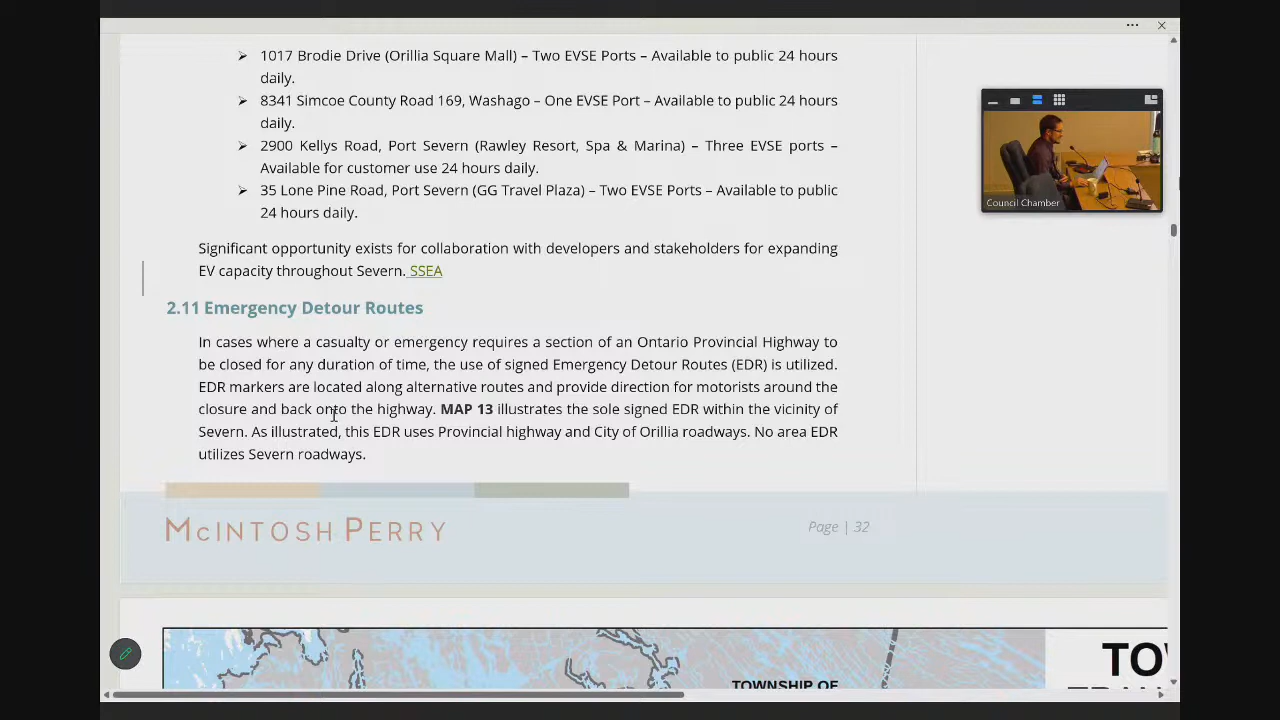 ➢ 1017 Brodie Drive (Orillia Square Mall) – Two EVSE Ports – Available to public 24 hours
daily.
➢ 8341 Simcoe County Road 169, Washago – One EVSE Port – Available to public 24 hours
daily.
➢ 2900 Kellys Road, Port Severn (Rawley Resort, Spa & Marina) – Three EVSE ports –
Available for customer use 24 hours daily.
➢ 35 Lone Pine Road, Port Severn (GG Travel Plaza) – Two EVSE Ports – Available to public
24 hours daily.
Significant opportunity exists for collaboration with developers and stakeholders for expanding
EV capacity throughout Severn. SSEA
2.11 Emergency Detour Routes
In cases where a casualty or emergency requires a section of an Ontario Provincial Highway to
be closed for any duration of time, the use of signed Emergency Detour Routes (EDR) is utilized.
EDR markers are located along alternative routes and provide direction for motorists around the
closure and back onto the highway. MAP 13 illustrates the sole signed EDR within the vicinity of
Severn. As illustrated, this EDR uses Provincial highway and City of Orillia roadways. No area EDR
utilizes Severn roadways.
McINTOSH PERRY
Page | 32
TOWNSHIP OF
Council Chamber